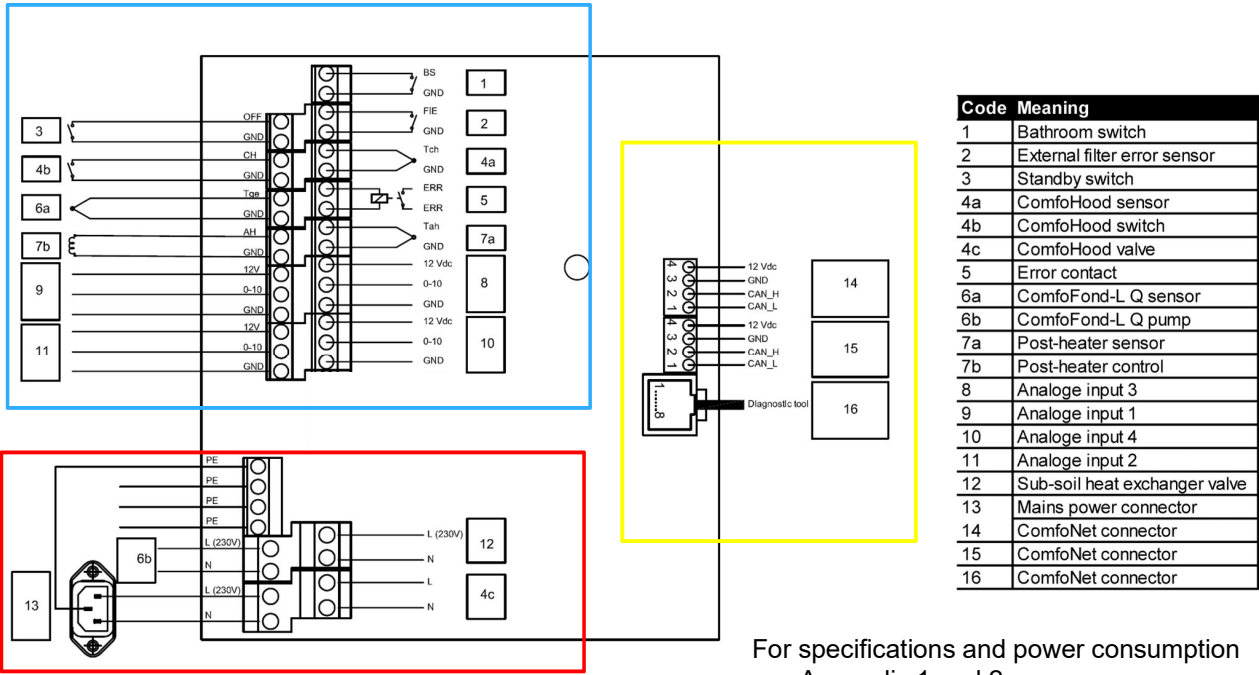 BS
GND
1
FIE
GND
2
Tch
GND
4a
ERR
ERR
5
Tah
GND
7a
12 Vdc
0-10
GND
8
12 Vdc
0-10
GND
10
3
OFF
GND
4b
CH
GND
6a
Tge
GND
7b
AH
GND
9
12V
0-10
GND
11
12V
0-10
GND
4 3 2 1
12 Vdc
GND
CAN_H
CAN_L
14
4 3 2 1
12 Vdc
GND
CAN_H
CAN_L
15
1......8
Diagnostic tool
16
PE
PE
PE
PE
6b
L (230V)
N
13
L (230V)
N
L (230V)
N
12
L
N
4c
Code Meaning
1 Bathroom switch
2 External filter error sensor
3 Standby switch
4a ComfoHood sensor
4b ComfoHood switch
4c ComfoHood valve
5 Error contact
6a ComfoFond-L Q sensor
6b ComfoFond-L Q pump
7a Post-heater sensor
7b Post-heater control
8 Analoge input 3
9 Analoge input 1
10 Analoge input 4
11 Analoge input 2
12 Sub-soil heat exchanger valve
13 Mains power connector
14 ComfoNet connector
15 ComfoNet connector
16 ComfoNet connector
For specifications and power consumption